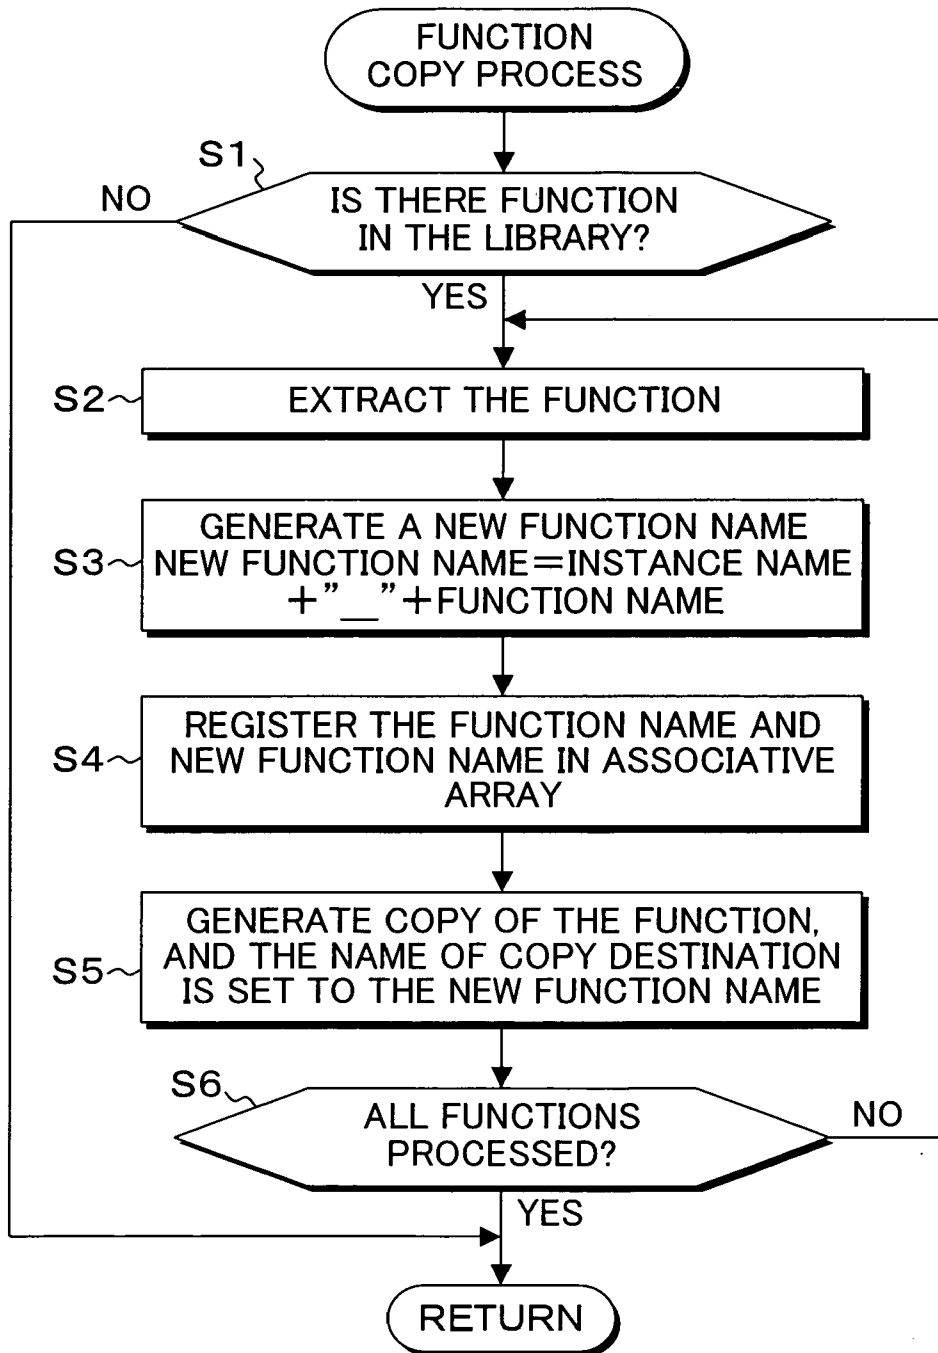 FUNCTION
COPY PROCESS
S1
NO
IS THERE FUNCTION
IN THE LIBRARY?
YES
S2
EXTRACT THE FUNCTION
S3
GENERATE A NEW FUNCTION NAME
NEW FUNCTION NAME=INSTANCE NAME
+"__"+FUNCTION NAME
S4
REGISTER THE FUNCTION NAME AND
NEW FUNCTION NAME IN ASSOCIATIVE
ARRAY
S5
GENERATE COPY OF THE FUNCTION,
AND THE NAME OF COPY DESTINATION
IS SET TO THE NEW FUNCTION NAME
S6
ALL FUNCTIONS
PROCESSED?
NO
YES
RETURN